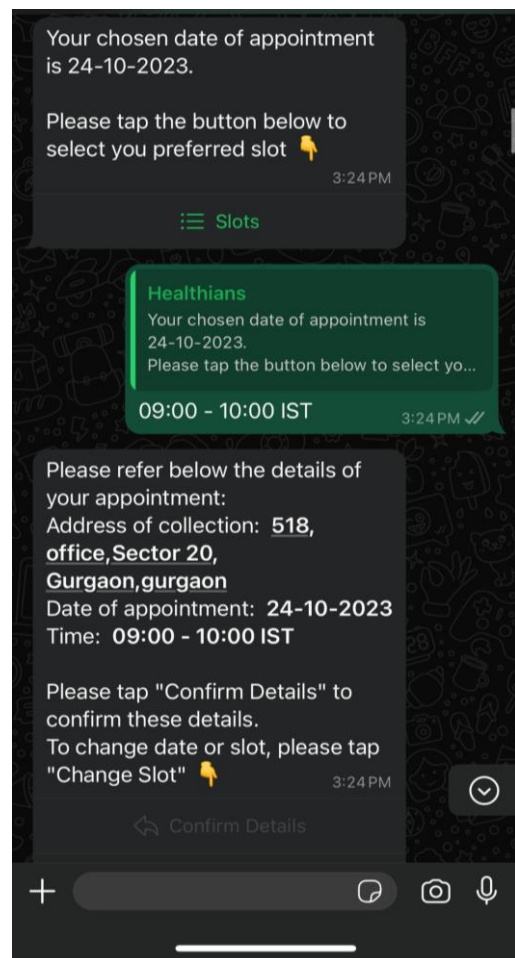 Your chosen date of appointment
is 24-10-2023.
Please tap the button below to
select you preferred slot 👇
3:24 PM
Slots
Healthians
Your chosen date of appointment is
24-10-2023.
Please tap the button below to select yo...
09:00 - 10:00 IST
3:24 PM
Please refer below the details of
your appointment:
Address of collection: 518,
office,Sector 20,
Gurgaon,gurgaon
Date of appointment: 24-10-2023
Time: 09:00 - 10:00 IST
Please tap "Confirm Details" to
confirm these details.
To change date or slot, please tap
"Change Slot" 👇
3:24 PM
Confirm Details